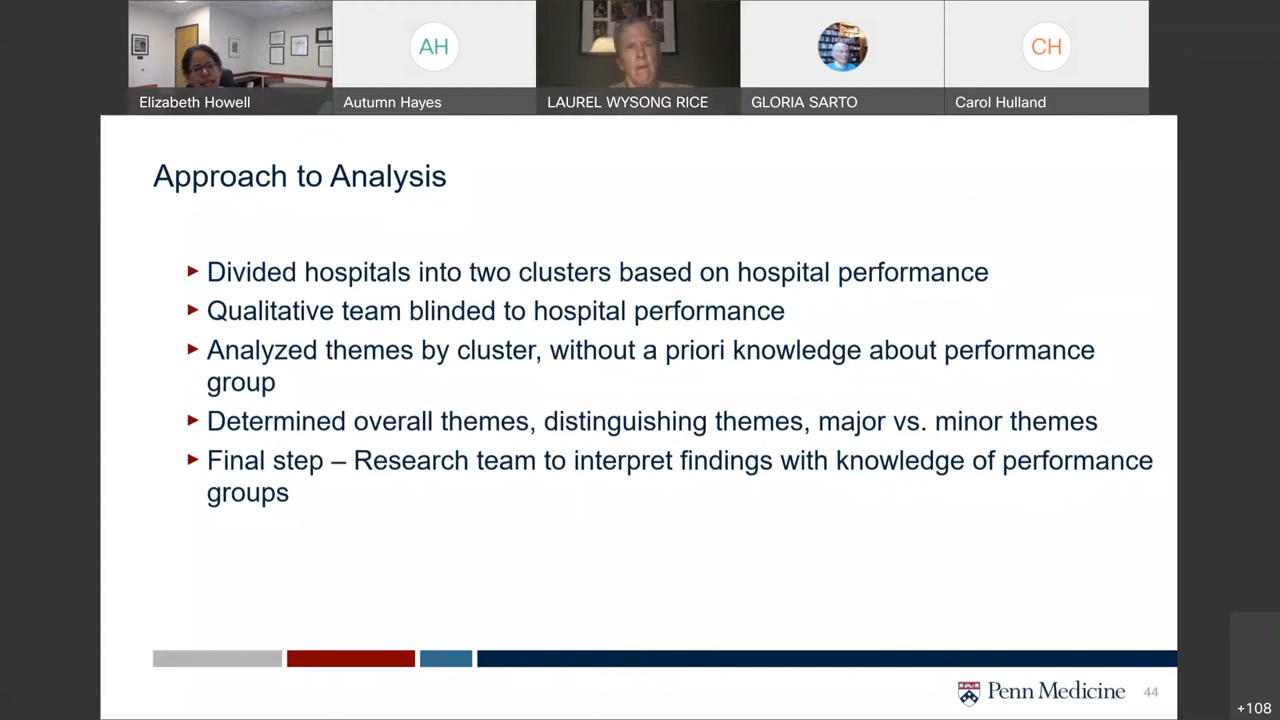 AH
CH
Elizabeth Howell
Autumn Hayes
LAUREL WYSONG RICE
GLORIA SARTO
Carol Hulland
Approach to Analysis
Divided hospitals into two clusters based on hospital performance
Qualitative team blinded to hospital performance
Analyzed themes by cluster, without a priori knowledge about performance
group
Determined overall themes, distinguishing themes, major vs. minor themes
Final step – Research team to interpret findings with knowledge of performance
groups
Penn Medicine
44
+108